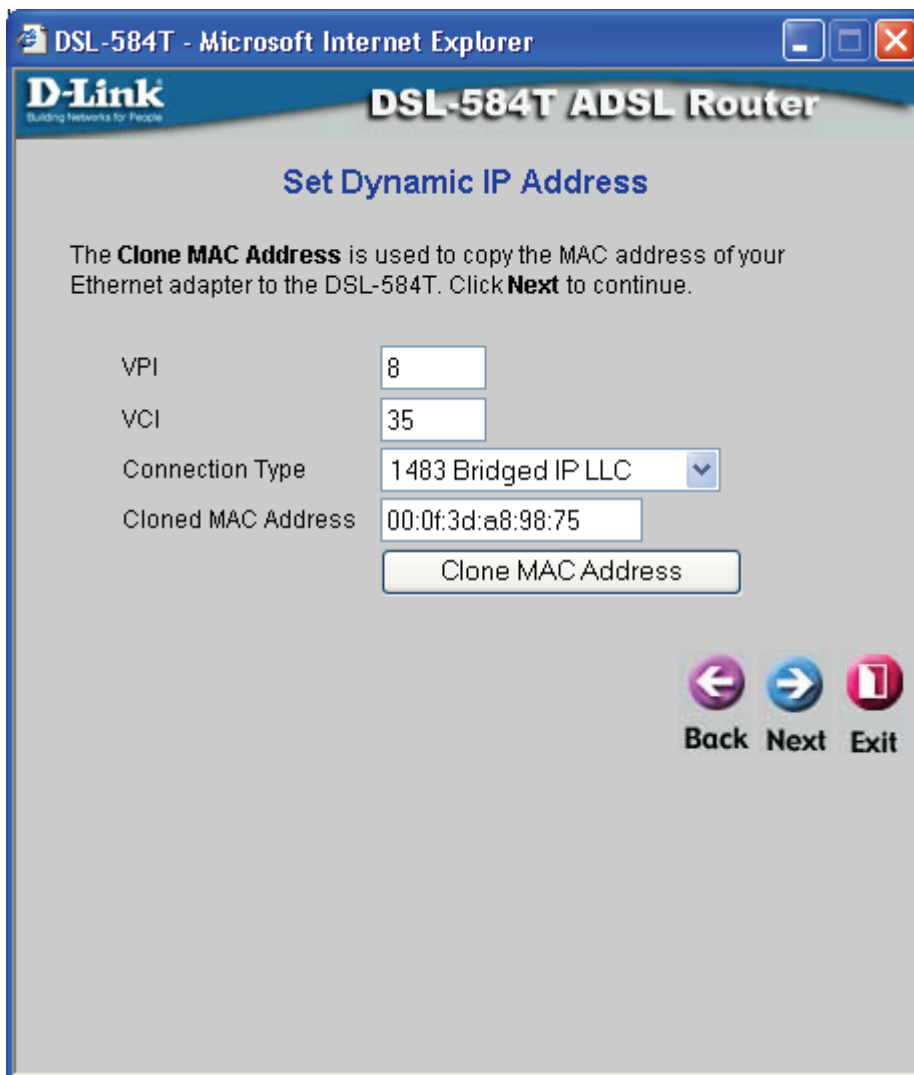 DSL-584T - Microsoft Internet Explorer
D-Link
Building Networks for People
DSL-584T ADSL Router
Set Dynamic IP Address
The Clone MAC Address is used to copy the MAC address of your
Ethernet adapter to the DSL-584T. Click Next to continue.
VPI 8
VCI 35
Connection Type 1483 Bridged IP LLC
Cloned MAC Address 00:0f:3d:a8:98:75
Clone MAC Address
Back Next Exit